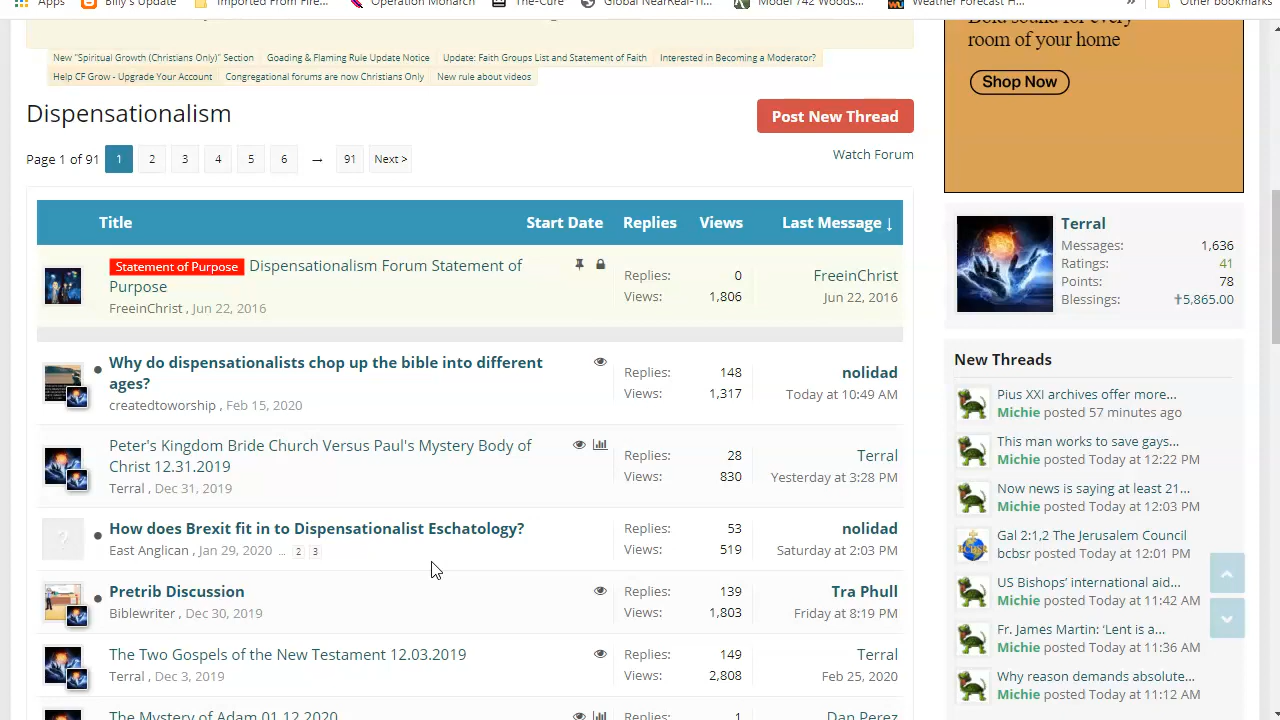 Apps Billy's Update Imported From Fire... Operation Monarch The-Cure Global NearReal-Ti... Model 742 Woods... Weather Forecast H... » Other bookmarks
Bold sound for every
room of your home
Shop Now
New "Spiritual Growth (Christians Only)" Section Goading & Flaming Rule Update Notice Update: Faith Groups List and Statement of Faith Interested in Becoming a Moderator?
Help CF Grow - Upgrade Your Account Congregational forums are now Christians Only New rule about videos
Dispensationalism
Post New Thread
Page 1 of 91 1 2 3 4 5 6 → 91 Next >
Watch Forum
Title Start Date Replies Views Last Message ↓
Statement of Purpose Dispensationalism Forum Statement of
Purpose
FreeinChrist , Jun 22, 2016
Replies: 0
Views: 1,806
FreeinChrist
Jun 22, 2016
Why do dispensationalists chop up the bible into different
ages?
createdtoworship , Feb 15, 2020
Replies: 148
Views: 1,317
nolidad
Today at 10:49 AM
Peter's Kingdom Bride Church Versus Paul's Mystery Body of
Christ 12.31.2019
Terral , Dec 31, 2019
Replies: 28
Views: 830
Terral
Yesterday at 3:28 PM
How does Brexit fit in to Dispensationalist Eschatology?
East Anglican , Jan 29, 2020 ... 2 3
Replies: 53
Views: 519
nolidad
Saturday at 2:03 PM
Pretrib Discussion
Biblewriter , Dec 30, 2019
Replies: 139
Views: 1,803
Tra Phull
Friday at 8:19 PM
The Two Gospels of the New Testament 12.03.2019
Terral , Dec 3, 2019
Replies: 149
Views: 2,808
Terral
Feb 25, 2020
The Mystery of Adam 01.12.2020
Replies: 1
Dan Perez
Terral
Messages: 1,636
Ratings: 41
Points: 78
Blessings: ✝5,865.00
New Threads
Pius XXI archives offer more...
Michie posted 57 minutes ago
This man works to save gays...
Michie posted Today at 12:22 PM
Now news is saying at least 21...
Michie posted Today at 12:03 PM
Gal 2:1,2 The Jerusalem Council
bcbsr posted Today at 12:01 PM
US Bishops' international aid...
Michie posted Today at 11:42 AM
Fr. James Martin: 'Lent is a...
Michie posted Today at 11:36 AM
Why reason demands absolute...
Michie posted Today at 11:12 AM